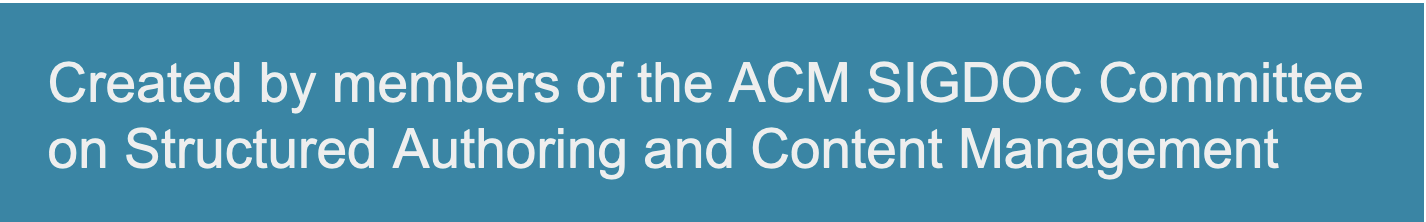 Created by members of the ACM SIGDOC Committee
on Structured Authoring and Content Management